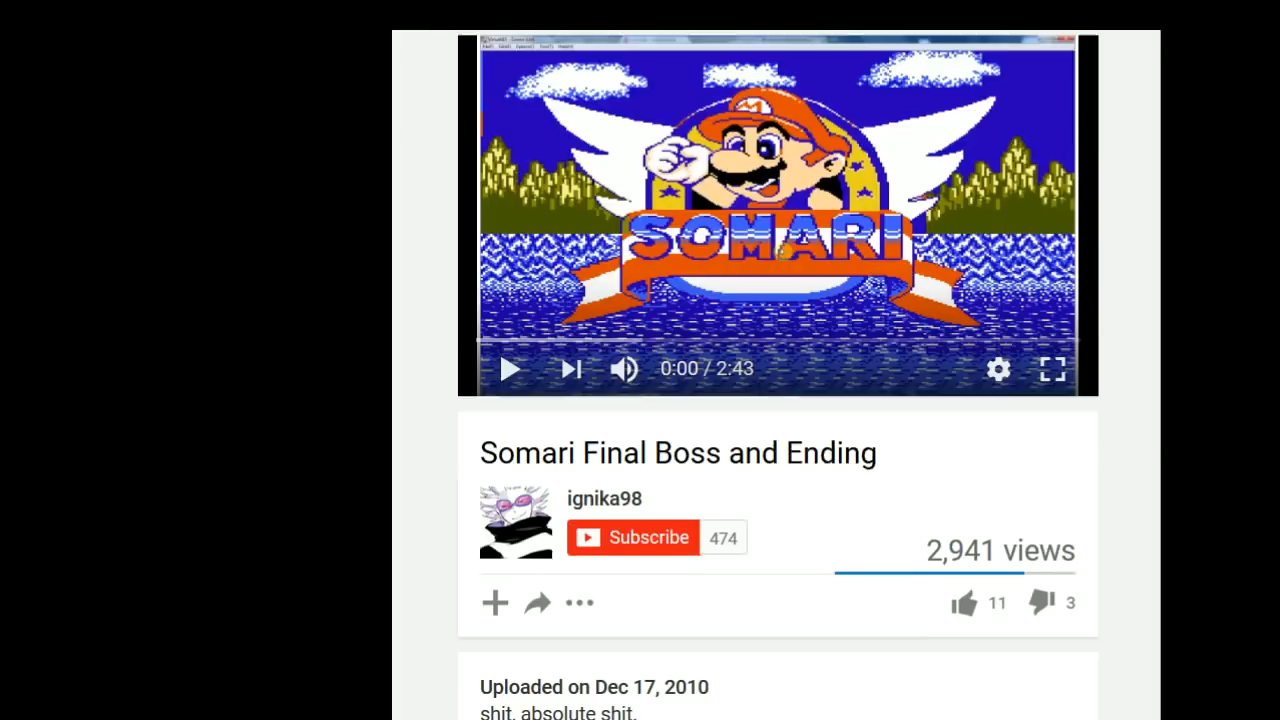 M
SOMARI
0:00 / 2:43
Somari Final Boss and Ending
ignika98
Subscribe 474
2,941 views
11 3
Uploaded on Dec 17, 2010
shit. absolute shit.